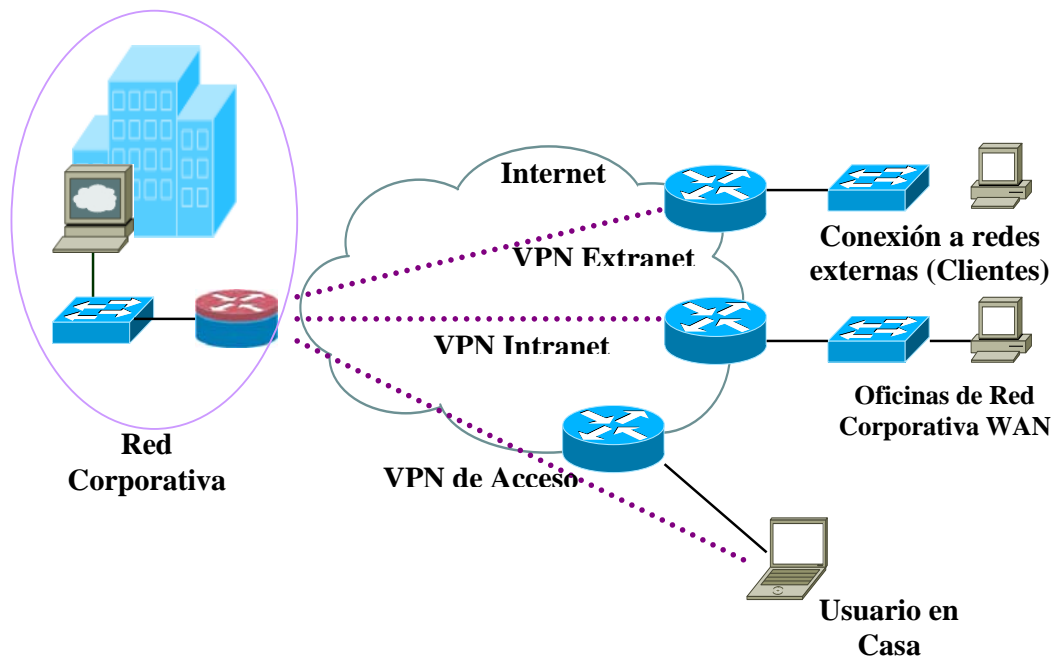 Internet
VPN Extranet
Conexión a redes
externas (Clientes)
VPN Intranet
Oficinas de Red
Corporativa WAN
Red
Corporativa
VPN de Acceso
Usuario en
Casa